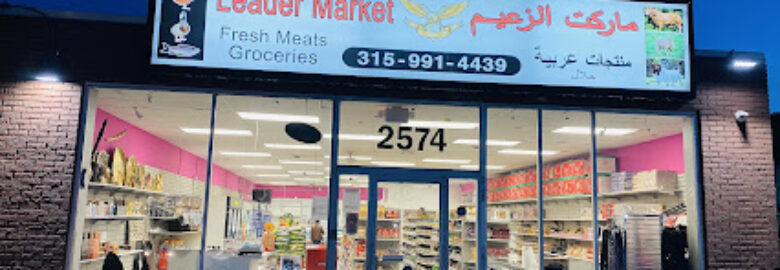 Leader Market
ماركت الزعيم
Fresh Meats
Groceries
315-991-4439
منتجات عربية
حلال
2574